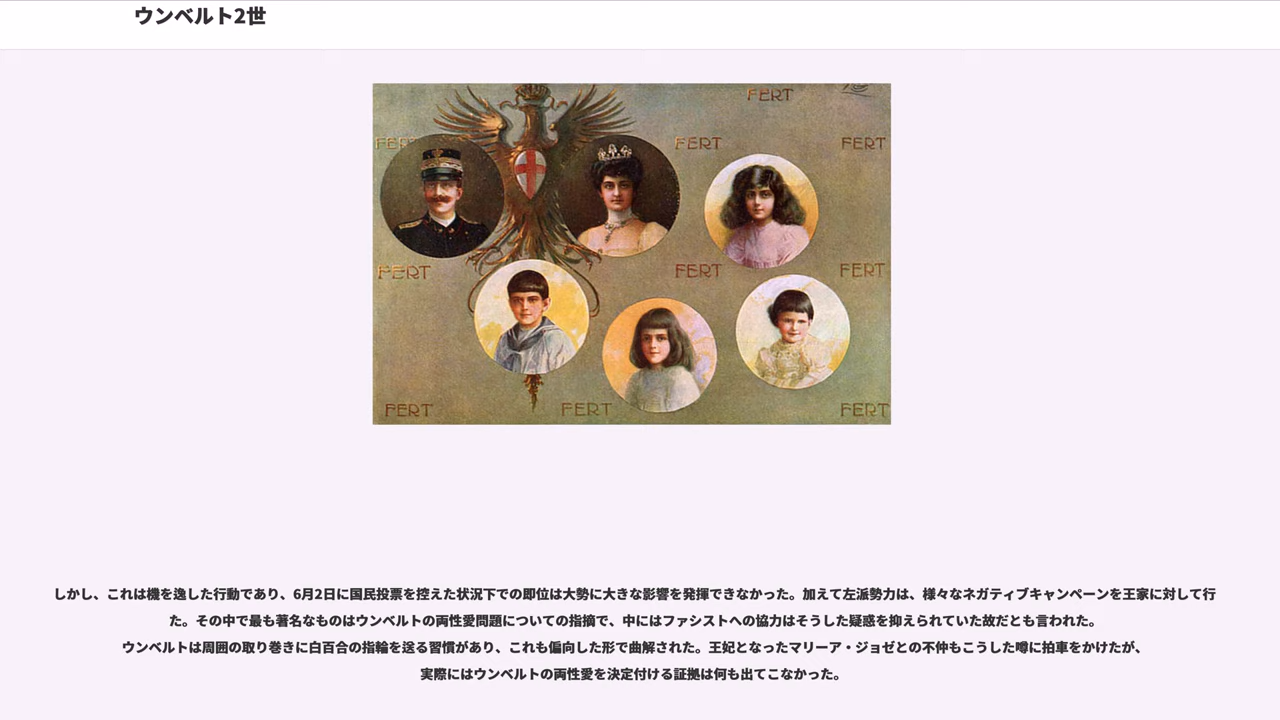 ウンベルト2世
FERT
FERT FERT FERT
FERT FERT FERT
FERT FERT FERT
しかし、これは機を逸した行動であり、6月2日に国民投票を控えた状況下での即位は大勢に大きな影響を発揮できなかった。加えて左派勢力は、様々なネガティブキャンペーンを王家に対して行
た。その中で最も著名なものはウンベルトの両性愛問題についての指摘で、中にはファシストへの協力はそうした疑惑を抑えられていた故だとも言われた。
ウンベルトは周囲の取り巻きに白百合の指輪を送る習慣があり、これも偏向した形で曲解された。王妃となったマリーア・ジョゼとの不仲もこうした噂に拍車をかけたが、
実際にはウンベルトの両性愛を決定付ける証拠は何も出てこなかった。